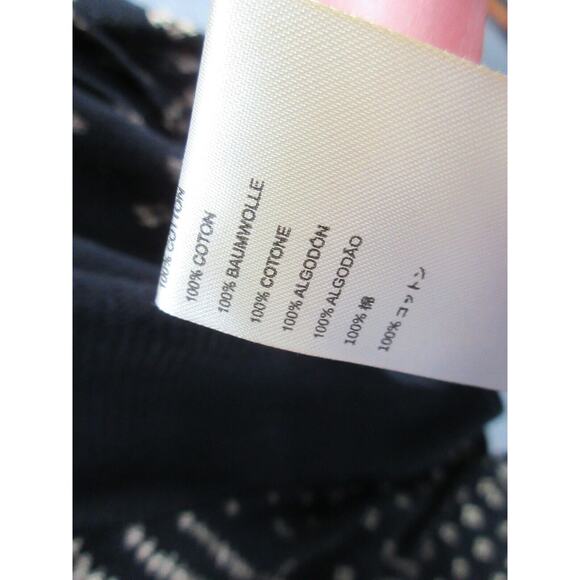 100% COTTON
100% COTON
100% BAUMWOLLE
100% COTONE
100% ALGODÓN
100% ALGODÃO
100% 棉
100% コットン